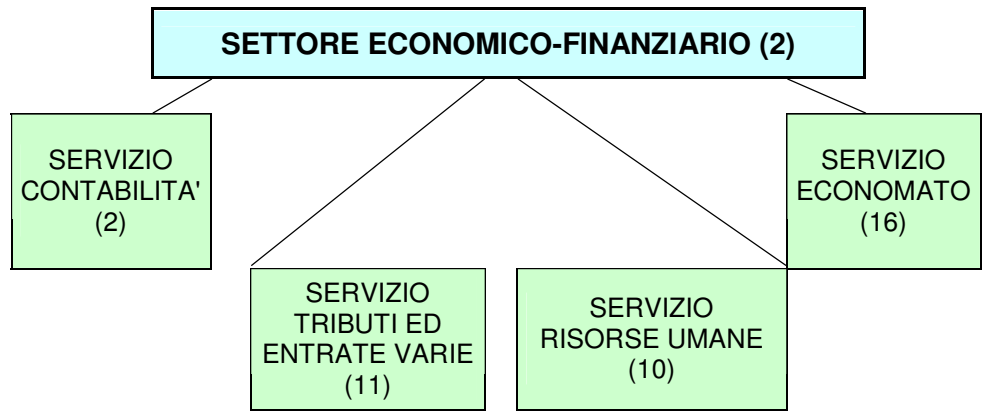 SETTORE ECONOMICO-FINANZIARIO (2)
SERVIZIO
CONTABILITA'
(2)
SERVIZIO
ECONOMATO
(16)
SERVIZIO
TRIBUTI ED
ENTRATE VARIE
(11)
SERVIZIO
RISORSE UMANE
(10)